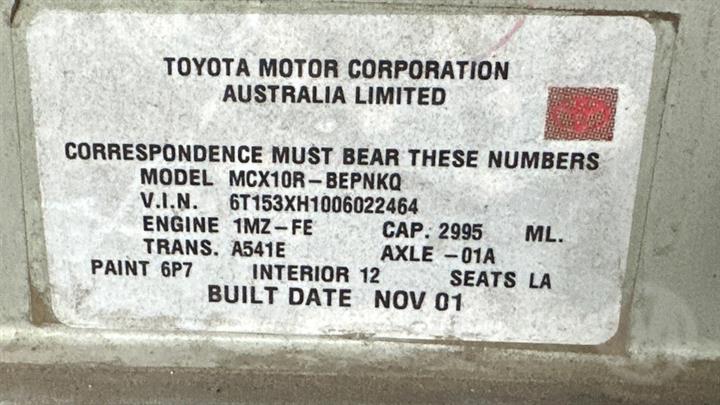 TOYOTA MOTOR CORPORATION
AUSTRALIA LIMITED
CORRESPONDENCE MUST BEAR THESE NUMBERS
MODEL MCX10R-BEPNKQ
V.I.N. 6T153XH1006022464
ENGINE 1MZ-FE CAP. 2995 ML.
TRANS. A541E AXLE -01A
PAINT 6P7 INTERIOR 12 SEATS LA
BUILT DATE NOV 01